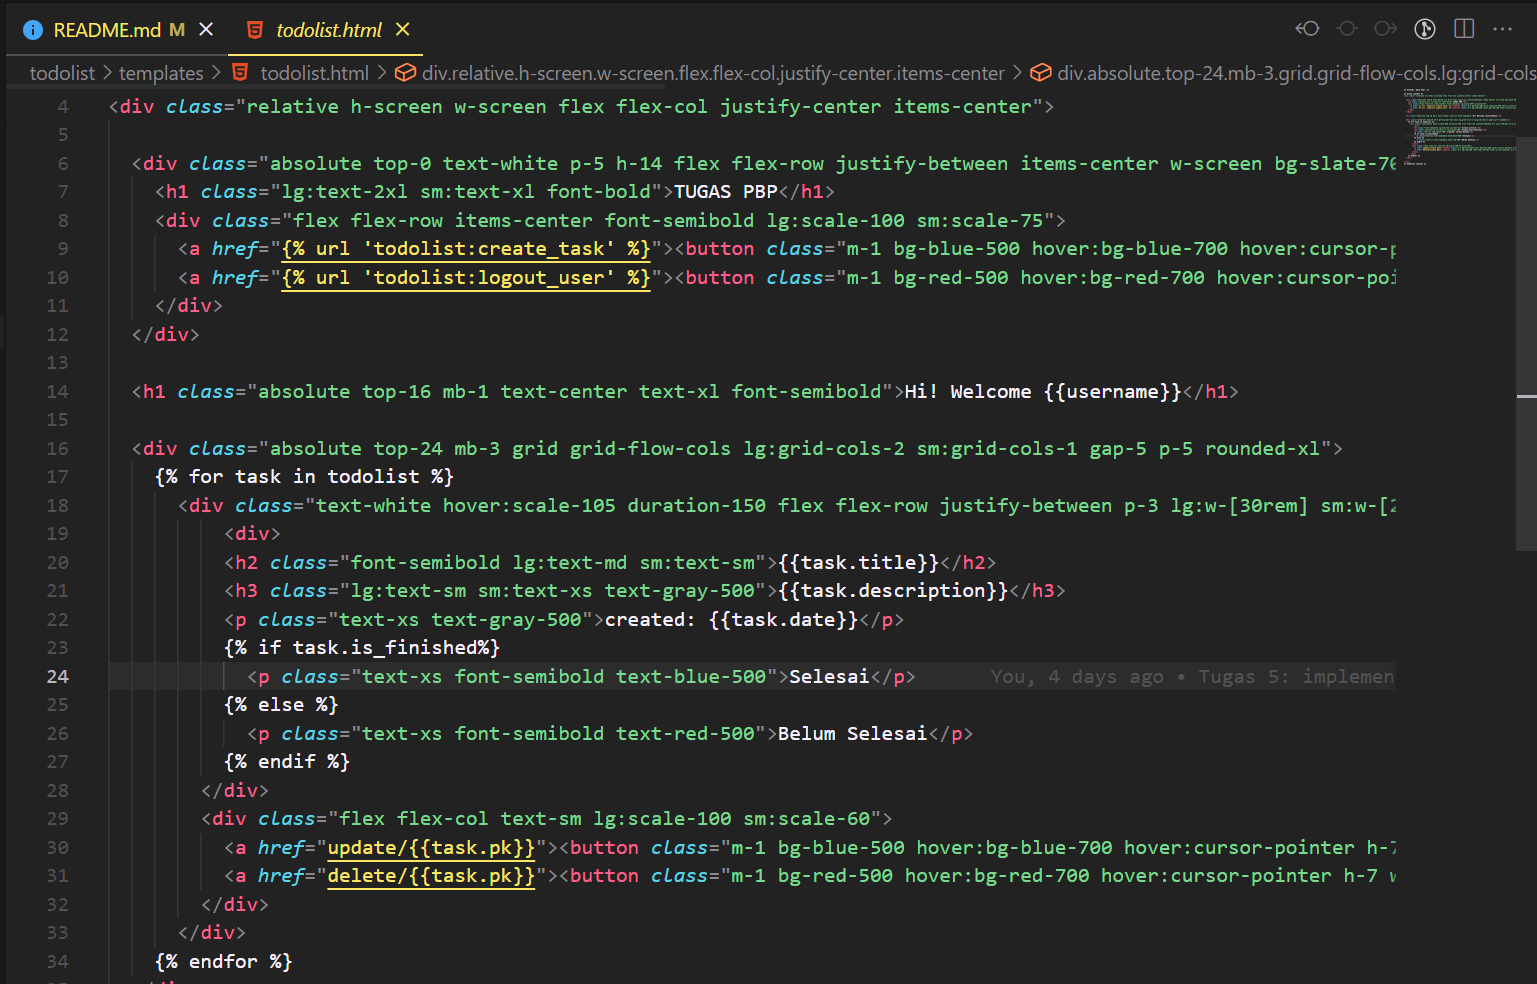 README.md M
todolist.html
todolist > templates > todolist.html > div.relative.h-screen.w-screen.flex.flex-col.justify-center.items-center > div.absolute.top-24.mb-3.grid.grid-flow-cols.lg:grid-cols
4 <div class="relative h-screen w-screen flex flex-col justify-center items-center">
5
6 <div class="absolute top-0 text-white p-5 h-14 flex flex-row justify-between items-center w-screen bg-slate-70
7 <h1 class="lg:text-2xl sm:text-xl font-bold">TUGAS PBP</h1>
8 <div class="flex flex-row items-center font-semibold lg:scale-100 sm:scale-75">
9 <a href="{% url 'todolist:create_task' %}"><button class="m-1 bg-blue-500 hover:bg-blue-700 hover:cursor-p
10 <a href="{% url 'todolist:logout_user' %}"><button class="m-1 bg-red-500 hover:bg-red-700 hover:cursor-poi
11 </div>
12 </div>
13
14 <h1 class="absolute top-16 mb-1 text-center text-xl font-semibold">Hi! Welcome {{username}}</h1>
15
16 <div class="absolute top-24 mb-3 grid grid-flow-cols lg:grid-cols-2 sm:grid-cols-1 gap-5 p-5 rounded-xl">
17 {% for task in todolist %}
18 <div class="text-white hover:scale-105 duration-150 flex flex-row justify-between p-3 lg:w-[30rem] sm:w-[2
19 <div>
20 <h2 class="font-semibold lg:text-md sm:text-sm">{{task.title}}</h2>
21 <h3 class="lg:text-sm sm:text-xs text-gray-500">{{task.description}}</h3>
22 <p class="text-xs text-gray-500">created: {{task.date}}</p>
23 {% if task.is_finished%}
24 <p class="text-xs font-semibold text-blue-500">Selesai</p> You, 4 days ago • Tugas 5: implemen
25 {% else %}
26 <p class="text-xs font-semibold text-red-500">Belum Selesai</p>
27 {% endif %}
28 </div>
29 <div class="flex flex-col text-sm lg:scale-100 sm:scale-60">
30 <a href="update/{{task.pk}}"><button class="m-1 bg-blue-500 hover:bg-blue-700 hover:cursor-pointer h-7
31 <a href="delete/{{task.pk}}"><button class="m-1 bg-red-500 hover:bg-red-700 hover:cursor-pointer h-7 w
32 </div>
33 </div>
34 {% endfor %}